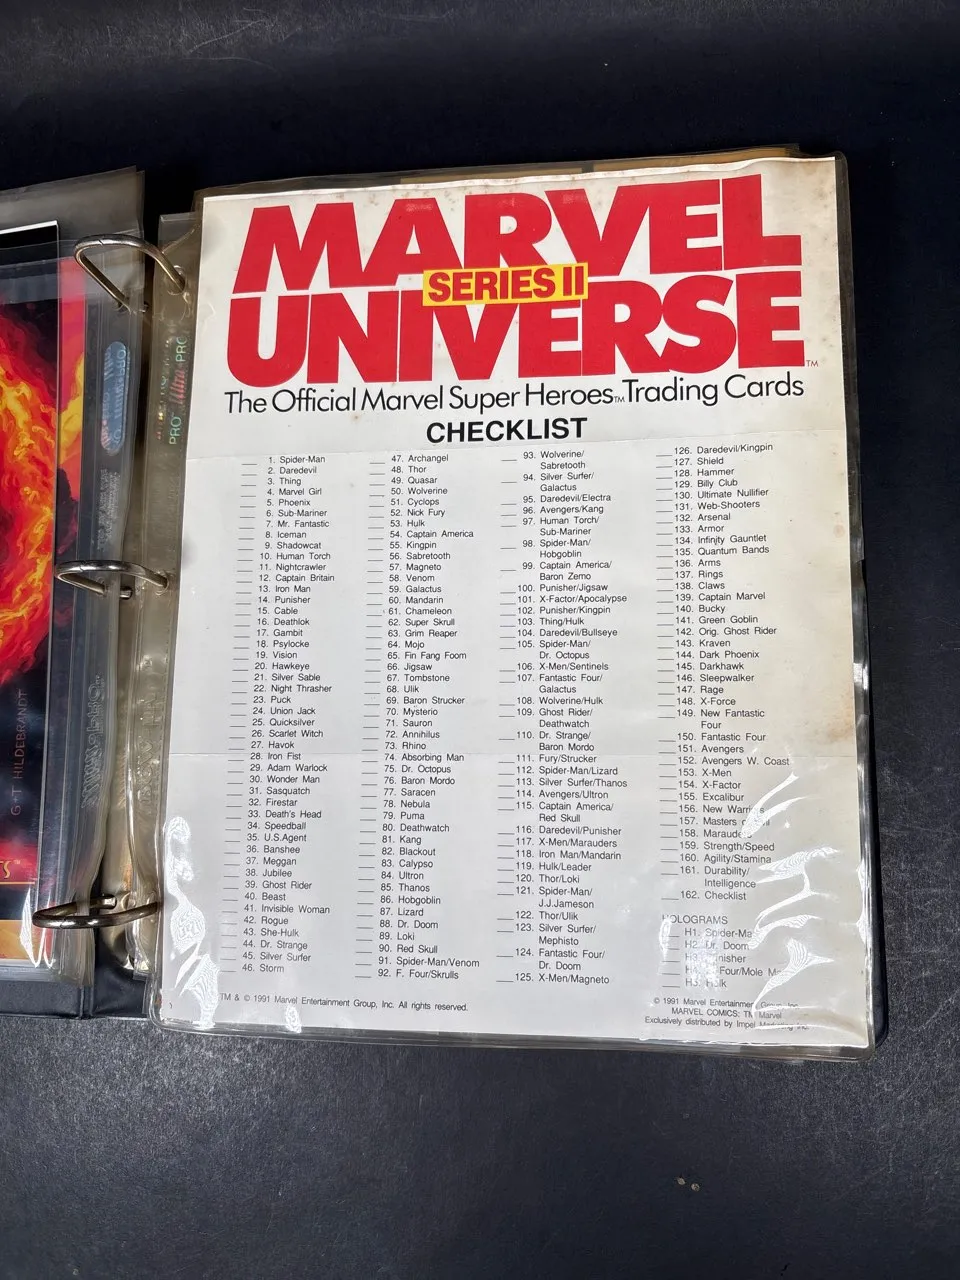 MARVEL
SERIES II
UNIVERSE™
The Official Marvel Super Heroes™ Trading Cards
CHECKLIST
1. Spider-Man
2. Daredevil
3. Thing
4. Marvel Girl
5. Phoenix
6. Sub-Mariner
7. Mr. Fantastic
8. Iceman
9. Shadowcat
10. Human Torch
11. Nightcrawler
12. Captain Britain
13. Iron Man
14. Punisher
15. Cable
16. Deathlok
17. Gambit
18. Psylocke
19. Vision
20. Hawkeye
21. Silver Sable
22. Night Thrasher
23. Puck
24. Union Jack
25. Quicksilver
26. Scarlet Witch
27. Havok
28. Iron Fist
29. Adam Warlock
30. Wonder Man
31. Sasquatch
32. Firestar
33. Death's Head
34. Speedball
35. U.S.Agent
36. Banshee
37. Meggan
38. Jubilee
39. Ghost Rider
40. Beast
41. Invisible Woman
42. Rogue
43. She-Hulk
44. Dr. Strange
45. Silver Surfer
46. Storm
47. Archangel
48. Thor
49. Quasar
50. Wolverine
51. Cyclops
52. Nick Fury
53. Hulk
54. Captain America
55. Kingpin
56. Sabretooth
57. Magneto
58. Venom
59. Galactus
60. Mandarin
61. Chameleon
62. Super Skrull
63. Grim Reaper
64. Mojo
65. Fin Fang Foom
66. Jigsaw
67. Tombstone
68. Ulik
69. Baron Strucker
70. Mysterio
71. Sauron
72. Annihilus
73. Rhino
74. Absorbing Man
75. Dr. Octopus
76. Baron Mordo
77. Saracen
78. Nebula
79. Puma
80. Deathwatch
81. Kang
82. Blackout
83. Calypso
84. Ultron
85. Thanos
86. Hobgoblin
87. Lizard
88. Dr. Doom
89. Loki
90. Red Skull
91. Spider-Man/Venom
92. F. Four/Skrulls
93. Wolverine/
Sabretooth
94. Silver Surfer/
Galactus
95. Daredevil/Electra
96. Avengers/Kang
97. Human Torch/
Sub-Mariner
98. Spider-Man/
Hobgoblin
99. Captain America/
Baron Zemo
100. Punisher/Jigsaw
101. X-Factor/Apocalypse
102. Punisher/Kingpin
103. Thing/Hulk
104. Daredevil/Bullseye
105. Spider-Man/
Dr. Octopus
106. X-Men/Sentinels
107. Fantastic Four/
Galactus
108. Wolverine/Hulk
109. Ghost Rider/
Deathwatch
110. Dr. Strange/
Baron Mordo
111. Fury/Strucker
112. Spider-Man/Lizard
113. Silver Surfer/Thanos
114. Avengers/Ultron
115. Captain America/
Red Skull
116. Daredevil/Punisher
117. X-Men/Marauders
118. Iron Man/Mandarin
119. Hulk/Leader
120. Thor/Loki
121. Spider-Man/
J.J.Jameson
122. Thor/Ulik
123. Silver Surfer/
Mephisto
124. Fantastic Four/
Dr. Doom
125. X-Men/Magneto
126. Daredevil/Kingpin
127. Shield
128. Hammer
129. Billy Club
130. Ultimate Nullifier
131. Web-Shooters
132. Arsenal
133. Armor
134. Infinity Gauntlet
135. Quantum Bands
136. Arms
137. Rings
138. Claws
139. Captain Marvel
140. Bucky
141. Green Goblin
142. Orig. Ghost Rider
143. Kraven
144. Dark Phoenix
145. Darkhawk
146. Sleepwalker
147. Rage
148. X-Force
149. New Fantastic
Four
150. Fantastic Four
151. Avengers
152. Avengers W. Coast
153. X-Men
154. X-Factor
155. Excalibur
156. New Warriors
157. Masters
158. Marauders
159. Strength/Speed
160. Agility/Stamina
161. Durability/
Intelligence
162. Checklist
HOLOGRAMS
H1. Spider-Man
H2. Dr. Doom
H3. Punisher
Four/Mole
H5. Hulk
TM & © 1991 Marvel Entertainment Group, Inc. All rights reserved.
© 1991 Marvel Entertainment Group, Inc.
MARVEL COMICS: TM Marvel
Exclusively distributed by Impel Marketing Inc.
G+T HILDEBRANDT
PRO
Ultra-PRO